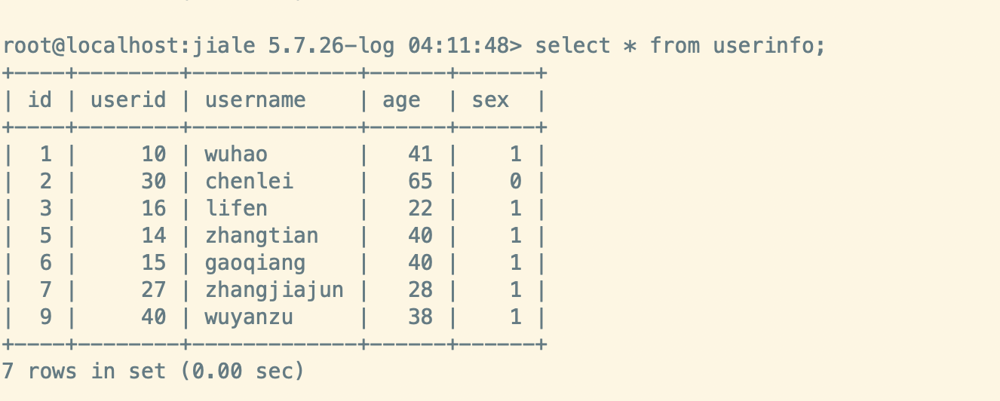 root@localhost:jiale 5.7.26-log 04:11:48> select * from userinfo;
+----+--------+-------------+------+------+
| id | userid | username    | age  | sex  |
+----+--------+-------------+------+------+
|  1 |     10 | wuhao       |   41 |    1 |
|  2 |     30 | chenlei     |   65 |    0 |
|  3 |     16 | lifen       |   22 |    1 |
|  5 |     14 | zhangtian   |   40 |    1 |
|  6 |     15 | gaoqiang    |   40 |    1 |
|  7 |     27 | zhangjiajun |   28 |    1 |
|  9 |     40 | wuyanzu     |   38 |    1 |
+----+--------+-------------+------+------+
7 rows in set (0.00 sec)